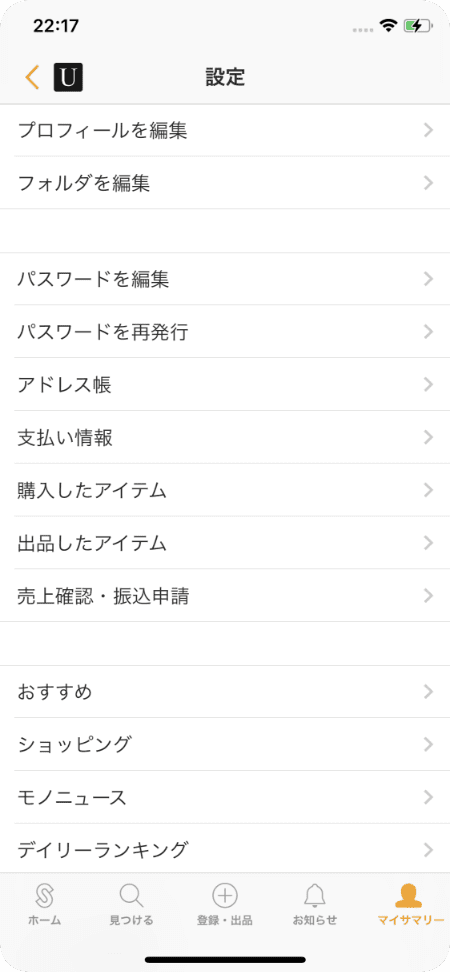 22:17
U
設定
プロフィールを編集
フォルダを編集
パスワードを編集
パスワードを再発行
アドレス帳
支払い情報
購入したアイテム
出品したアイテム
売上確認・振込申請
おすすめ
ショッピング
モノニュース
デイリーランキング
ホーム
見つける
登録・出品
お知らせ
マイサマリー